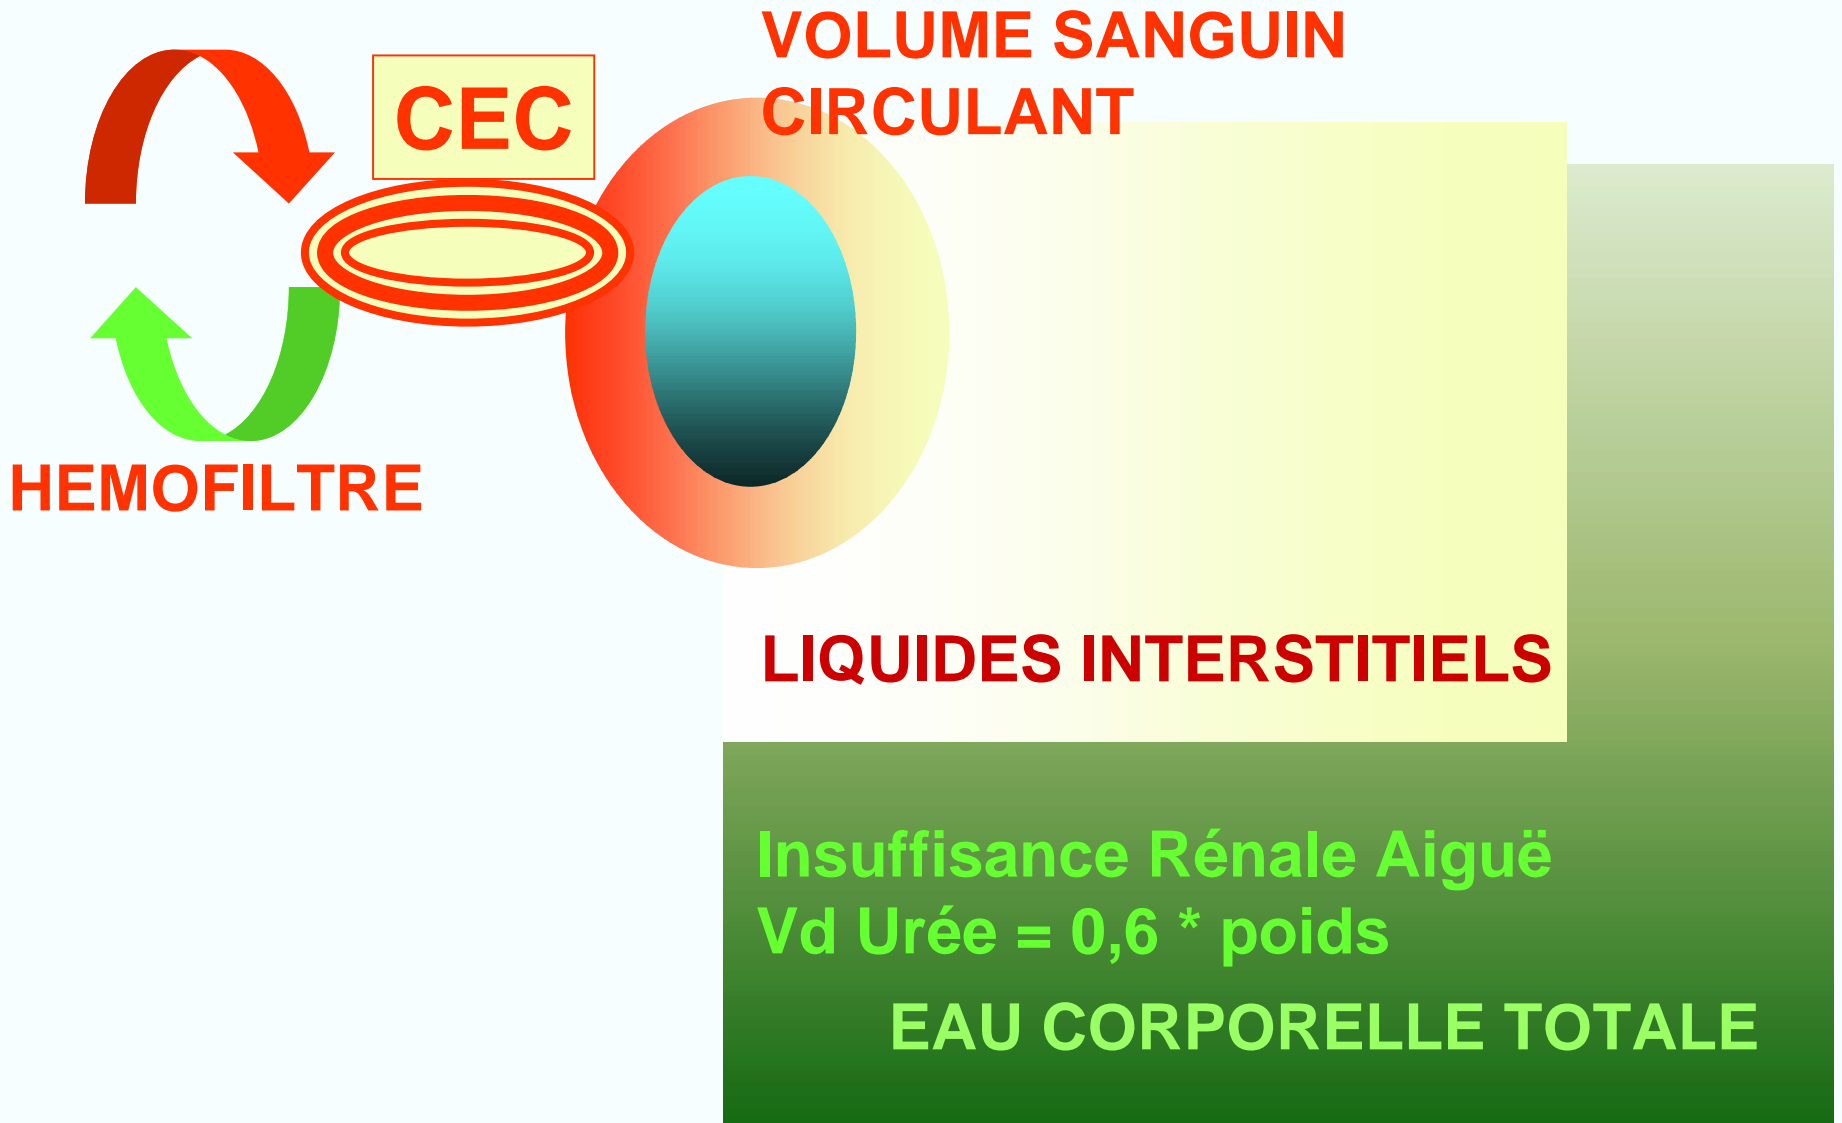 VOLUME SANGUIN
CIRCULANT
CEC
HEMOFILTRE
LIQUIDES INTERSTITIELS
Insuffisance Rénale Aiguë
Vd Urée = 0,6 * poids
EAU CORPORELLE TOTALE